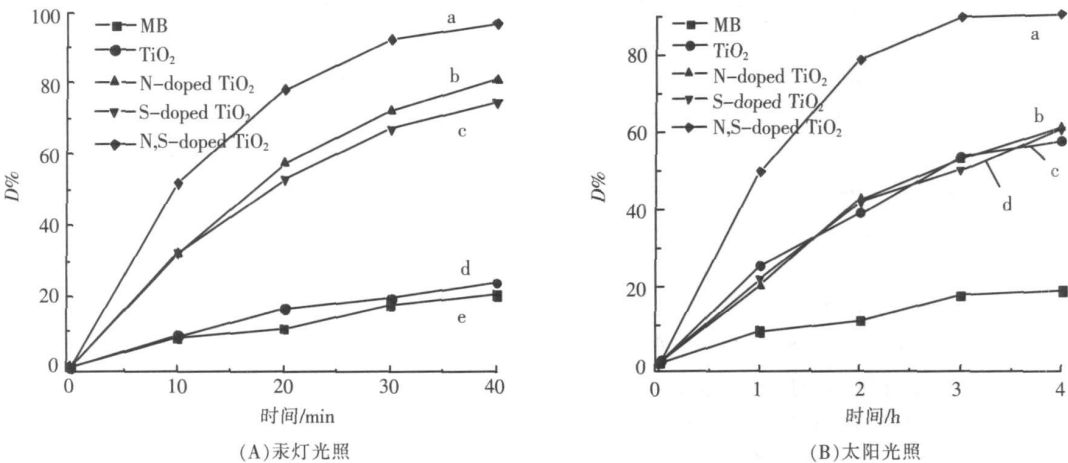 100
80
60
40
20
0
D%
MB
TiO₂
N-doped TiO₂
S-doped TiO₂
N,S-doped TiO₂
a
b
c
d
e
0 10 20 30 40
时间/min
(A)汞灯光照
80
60
40
20
0
D%
MB
TiO₂
N-doped TiO₂
S-doped TiO₂
N,S-doped TiO₂
a
b
c
d
0 1 2 3 4
时间/h
(B)太阳光照